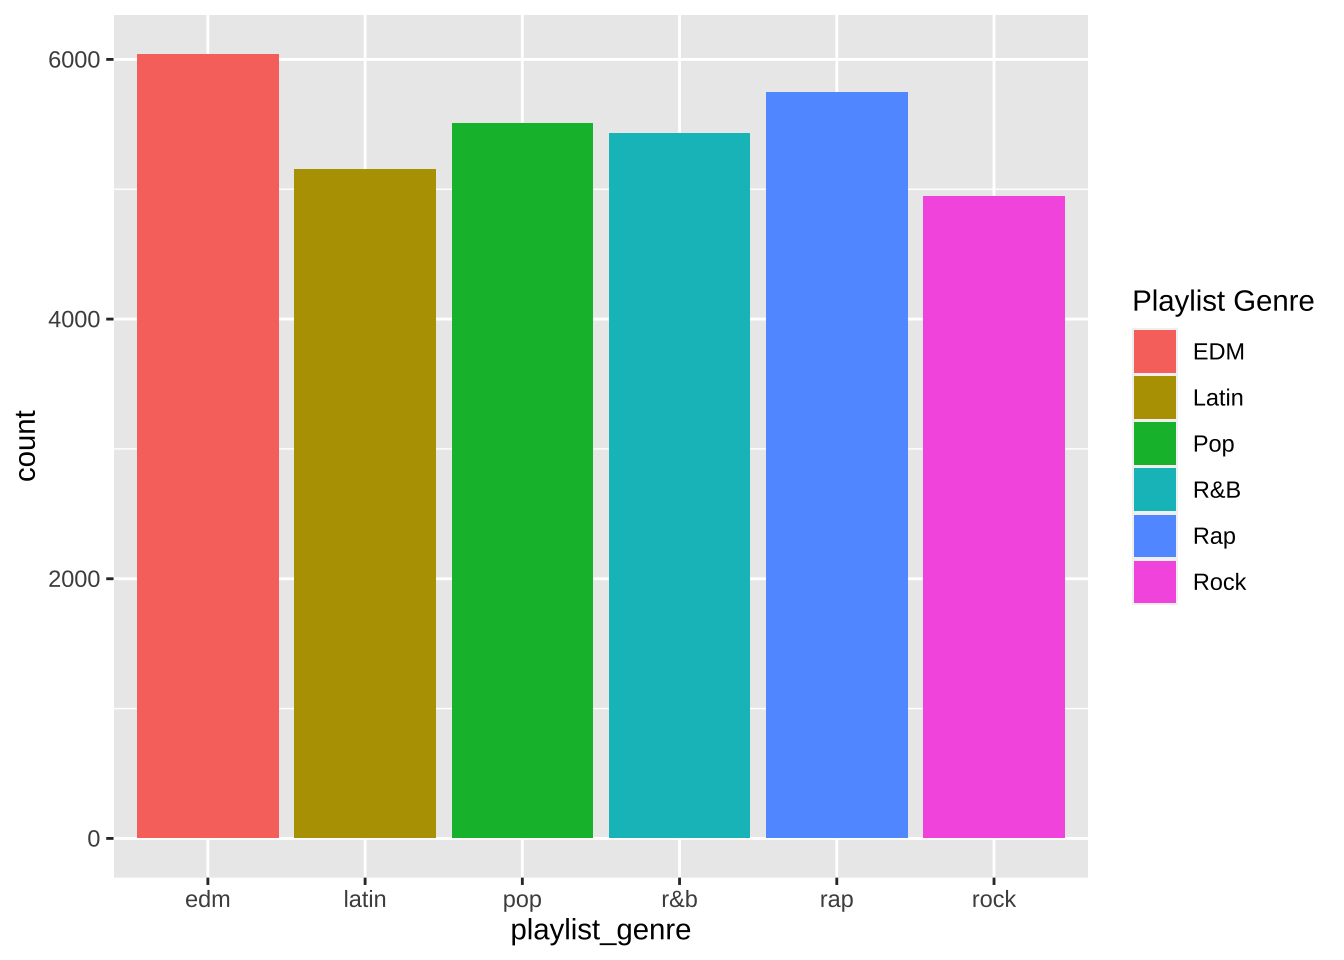 6000
4000
2000
0
count
edm
latin
pop
r&b
rap
rock
playlist_genre
Playlist Genre
EDM
Latin
Pop
R&B
Rap
Rock